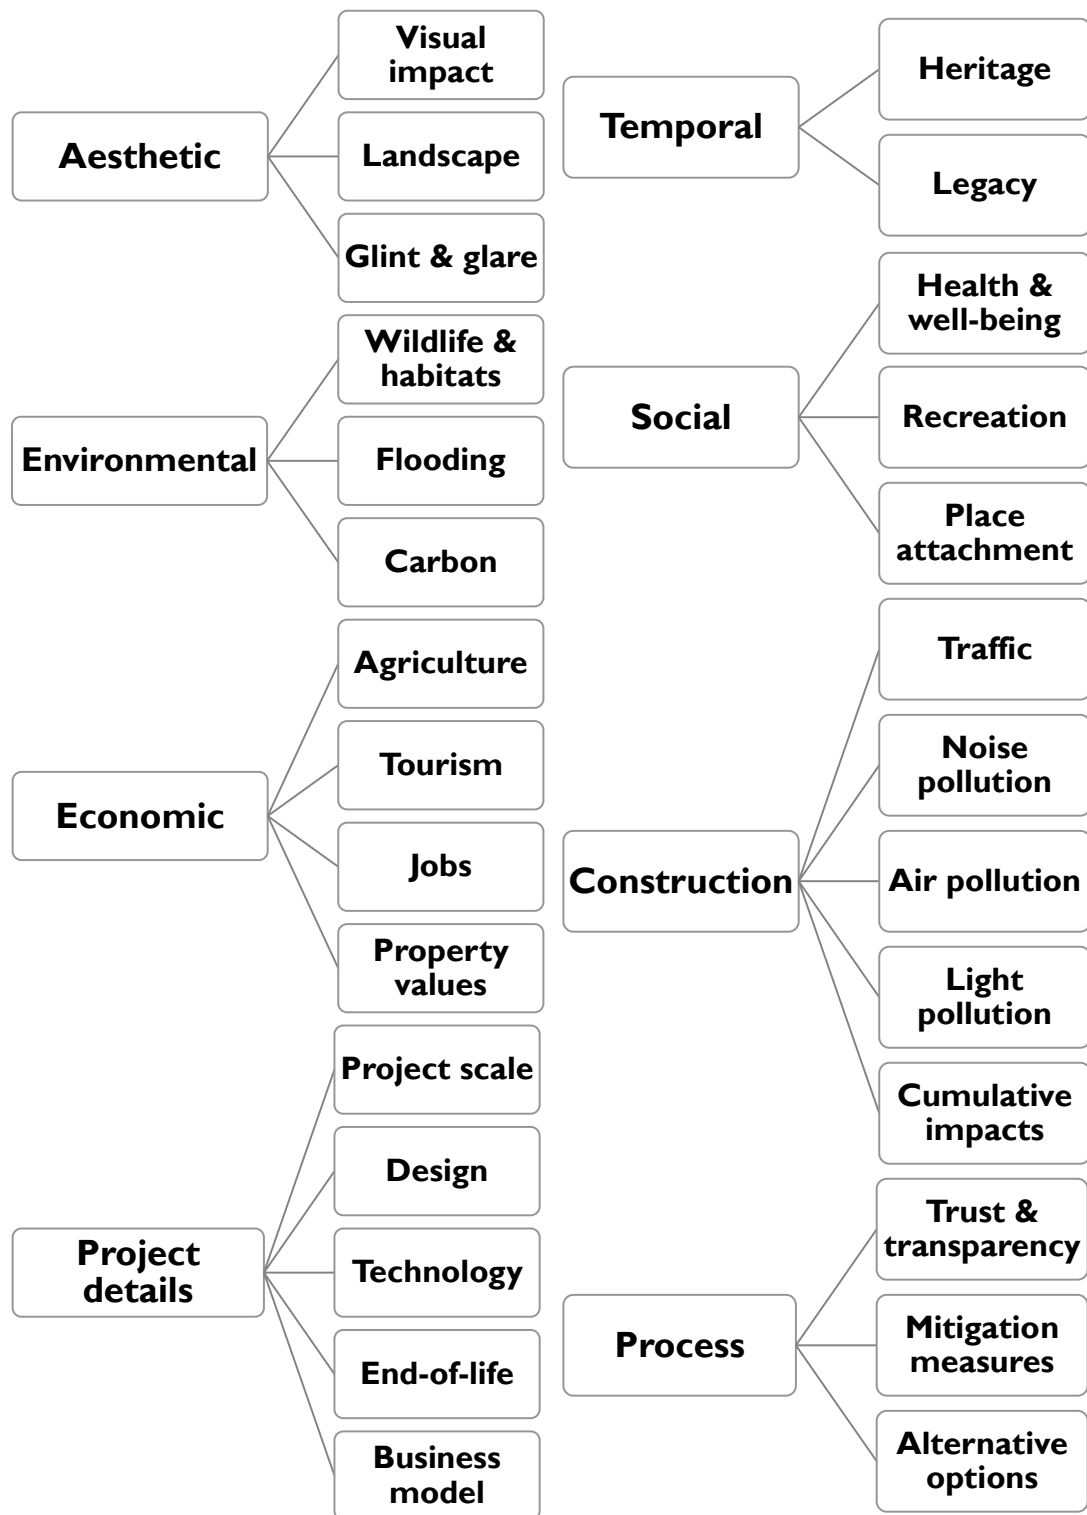 Aesthetic
Visual
impact
Landscape
Glint & glare
Environmental
Wildlife &
habitats
Flooding
Carbon
Economic
Agriculture
Tourism
Jobs
Property
values
Project
details
Project scale
Design
Technology
End-of-life
Business
model
Temporal
Heritage
Legacy
Social
Health &
well-being
Recreation
Place
attachment
Construction
Traffic
Noise
pollution
Air pollution
Light
pollution
Cumulative
impacts
Process
Trust &
transparency
Mitigation
measures
Alternative
options